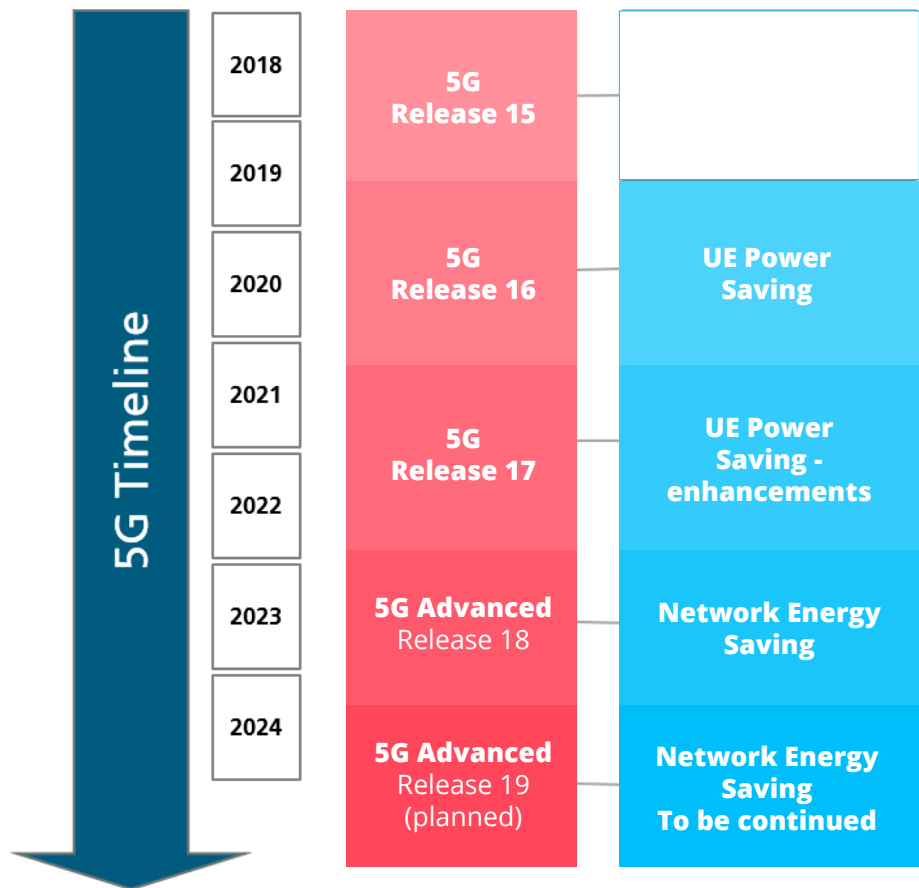 5G Timeline
2018
2019
2020
2021
2022
2023
2024
5G
Release 15
5G
Release 16
UE Power
Saving
5G
Release 17
UE Power
Saving -
enhancements
5G Advanced
Release 18
Network Energy
Saving
5G Advanced
Release 19
(planned)
Network Energy
Saving
To be continued